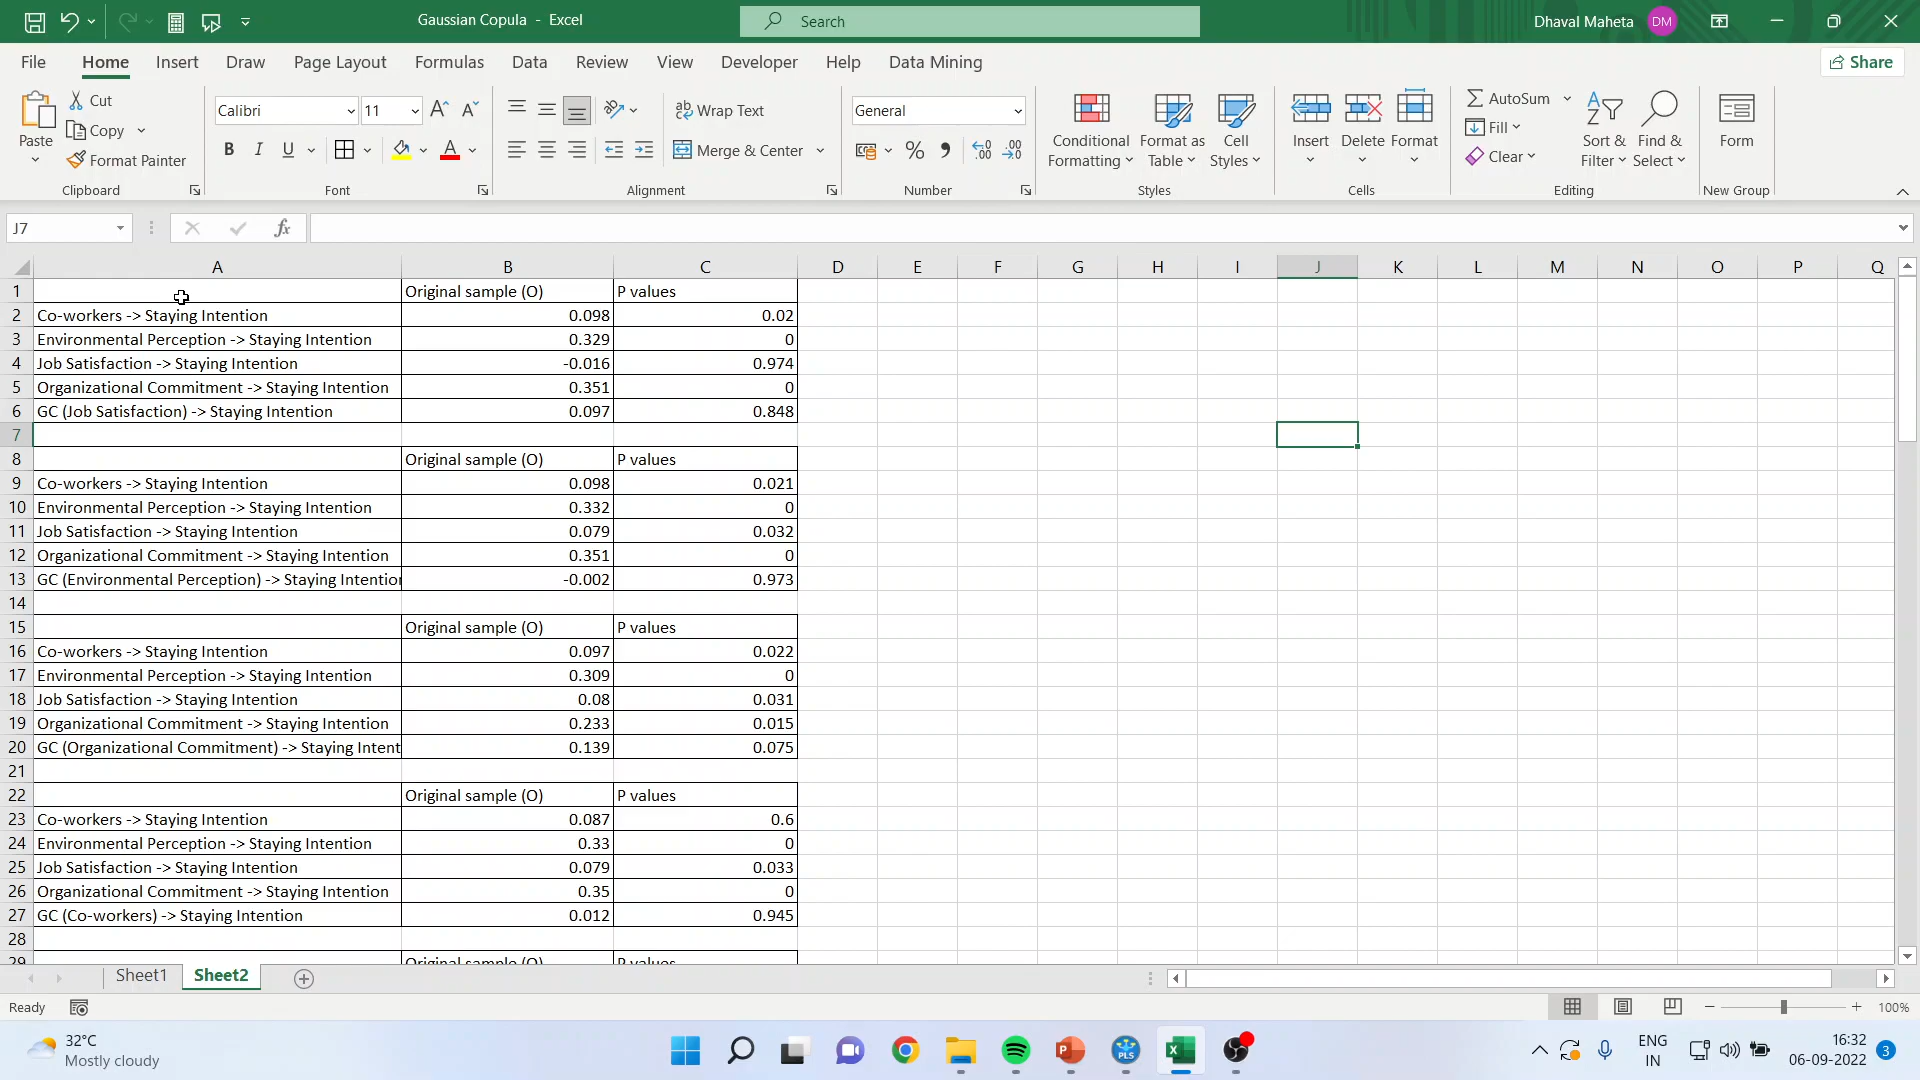 Gaussian Copula - Excel
Search
Dhaval Maheta DM
File Home Insert Draw Page Layout Formulas Data Review View Developer Help Data Mining Share
Paste
Cut
Copy
Format Painter
Clipboard
Calibri 11
B I U
Font
Wrap Text
Merge & Center
Alignment
General
Number
Conditional Formatting
Format as Table
Cell Styles
Styles
Insert
Delete
Format
Cells
AutoSum
Fill
Clear
Sort & Filter
Find & Select
Editing
Form
New Group
J7
fx
A B C D E F G H I J K L M N O P Q
1 Original sample (O) P values
2 Co-workers -> Staying Intention 0.098 0.02
3 Environmental Perception -> Staying Intention 0.329 0
4 Job Satisfaction -> Staying Intention -0.016 0.974
5 Organizational Commitment -> Staying Intention 0.351 0
6 GC (Job Satisfaction) -> Staying Intention 0.097 0.848
7
8 Original sample (O) P values
9 Co-workers -> Staying Intention 0.098 0.021
10 Environmental Perception -> Staying Intention 0.332 0
11 Job Satisfaction -> Staying Intention 0.079 0.032
12 Organizational Commitment -> Staying Intention 0.351 0
13 GC (Environmental Perception) -> Staying Intention -0.002 0.973
14
15 Original sample (O) P values
16 Co-workers -> Staying Intention 0.097 0.022
17 Environmental Perception -> Staying Intention 0.309 0
18 Job Satisfaction -> Staying Intention 0.08 0.031
19 Organizational Commitment -> Staying Intention 0.233 0.015
20 GC (Organizational Commitment) -> Staying Intent 0.139 0.075
21
22 Original sample (O) P values
23 Co-workers -> Staying Intention 0.087 0.6
24 Environmental Perception -> Staying Intention 0.33 0
25 Job Satisfaction -> Staying Intention 0.079 0.033
26 Organizational Commitment -> Staying Intention 0.35 0
27 GC (Co-workers) -> Staying Intention 0.012 0.945
28
29 Original sample (O) P values
Sheet1 Sheet2
Ready
100%
32°C
Mostly cloudy
PLS
ENG
IN
16:32
06-09-2022
3